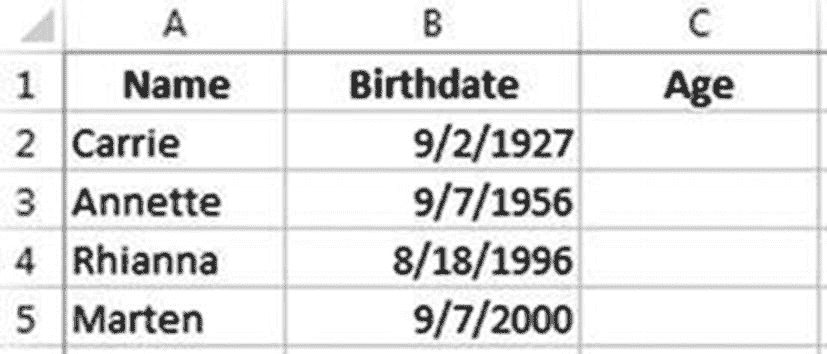 A B C
1 Name Birthdate Age
2 Carrie 9/2/1927
3 Annette 9/7/1956
4 Rhianna 8/18/1996
5 Marten 9/7/2000